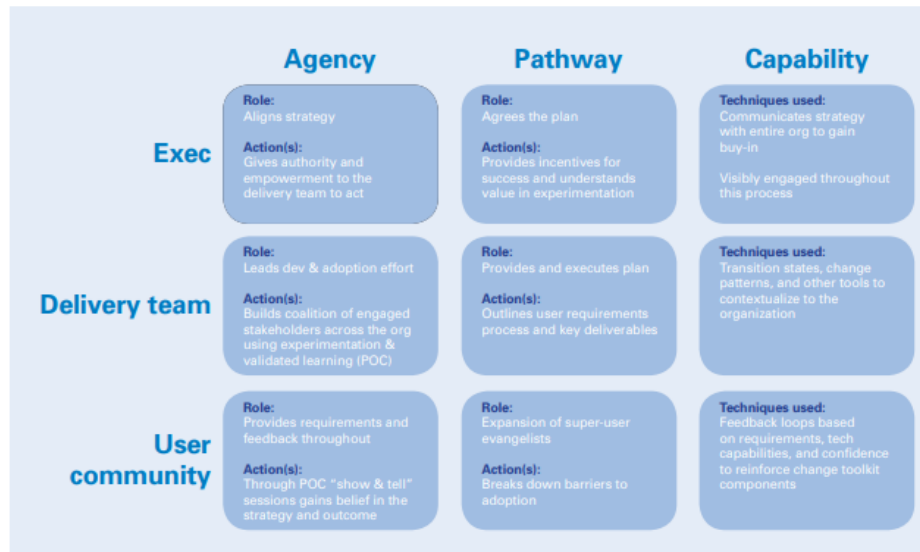 Agency
Pathway
Capability
Exec
Role:
Aligns strategy
Action(s):
Gives authority and
empowerment to the
delivery team to act
Role:
Agrees the plan
Action(s):
Provides incentives for
success and understands
value in experimentation
Techniques used:
Communicates strategy
with entire org to gain
buy-in
Visibly engaged throughout
this process
Delivery team
Role:
Leads dev & adoption effort
Action(s):
Builds coalition of engaged
stakeholders across the org
using experimentation &
validated learning (POC)
Role:
Provides and executes plan
Action(s):
Outlines user requirements
process and key deliverables
Techniques used:
Transition states, change
patterns, and other tools to
contextualize to the
organization
User
community
Role:
Provides requirements and
feedback throughout
Action(s):
Through POC “show & tell”
sessions gains belief in the
strategy and outcome
Role:
Expansion of super-user
evangelists
Action(s):
Breaks down barriers to
adoption
Techniques used:
Feedback loops based
on requirements, tech
capabilities, and confidence
to reinforce change toolkit
components